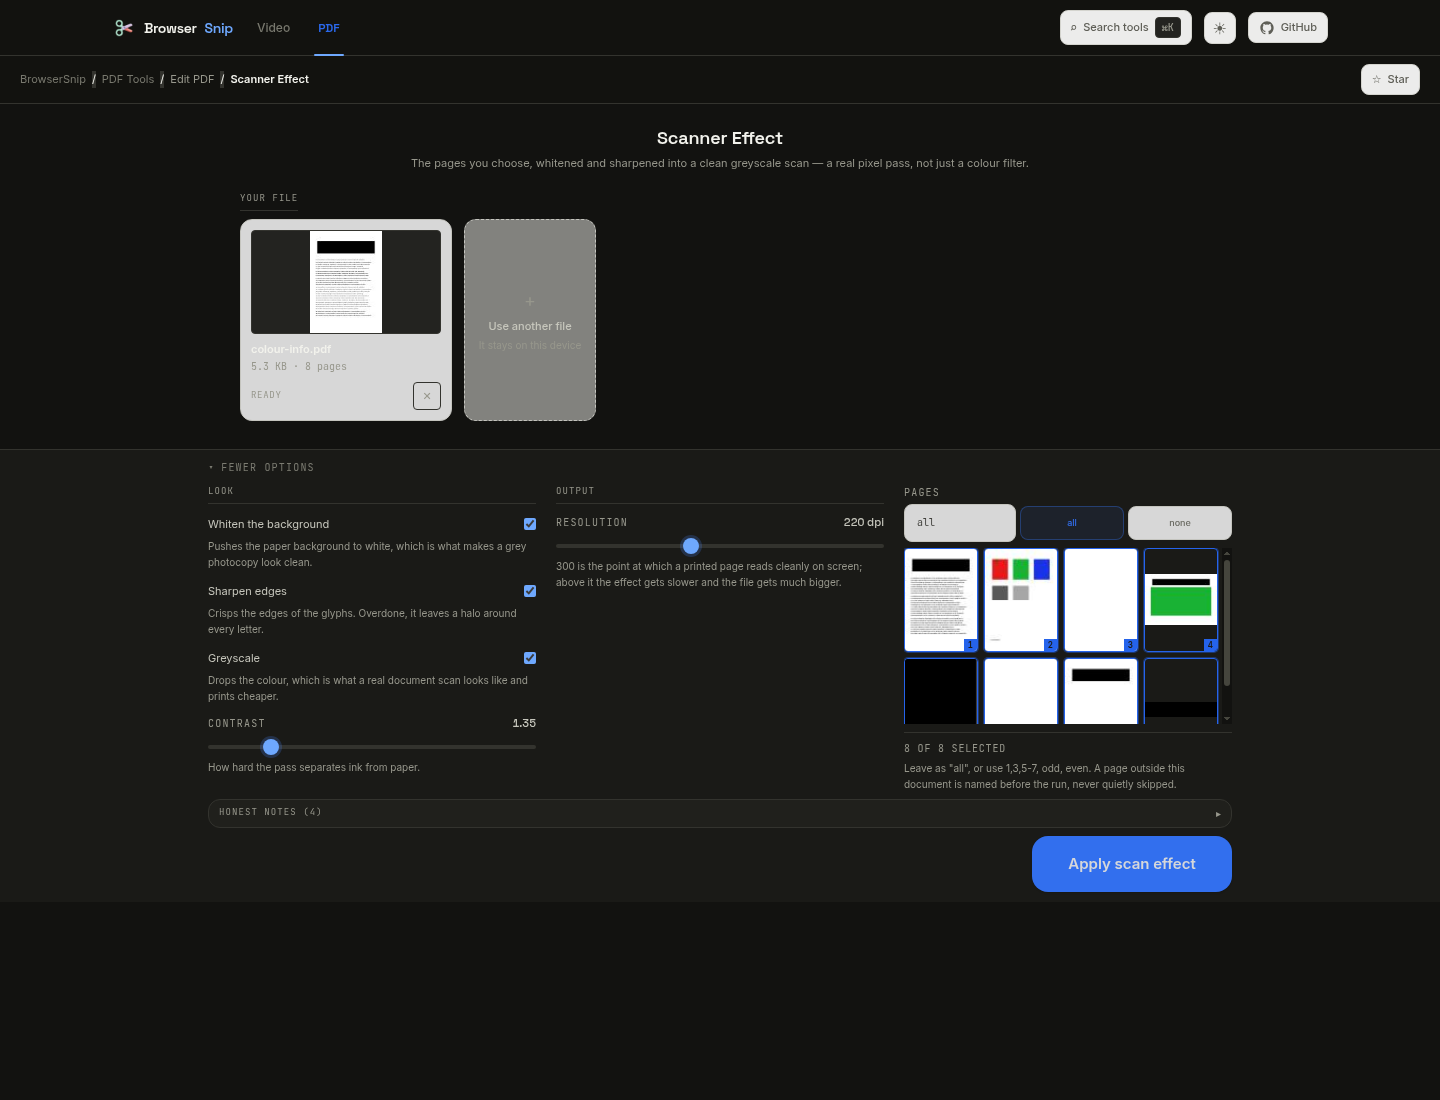 Browser Snip
Video
PDF
Search tools
⌘K
GitHub
BrowserSnip / PDF Tools / Edit PDF / Scanner Effect
☆ Star
Scanner Effect
The pages you choose, whitened and sharpened into a clean greyscale scan — a real pixel pass, not just a colour filter.
YOUR FILE
colour-info.pdf
5.3 KB · 8 pages
READY
×
+
Use another file
It stays on this device
▾ FEWER OPTIONS
LOOK
Whiten the background
Pushes the paper background to white, which is what makes a grey
photocopy look clean.
Sharpen edges
Crisps the edges of the glyphs. Overdone, it leaves a halo around
every letter.
Greyscale
Drops the colour, which is what a real document scan looks like and
prints cheaper.
CONTRAST 1.35
How hard the pass separates ink from paper.
OUTPUT
RESOLUTION 220 dpi
300 is the point at which a printed page reads cleanly on screen;
above it the effect gets slower and the file gets much bigger.
PAGES
all
all
none
1
2
3
4
8 OF 8 SELECTED
Leave as "all", or use 1,3,5-7, odd, even. A page outside this
document is named before the run, never quietly skipped.
HONEST NOTES (4) ▸
Apply scan effect